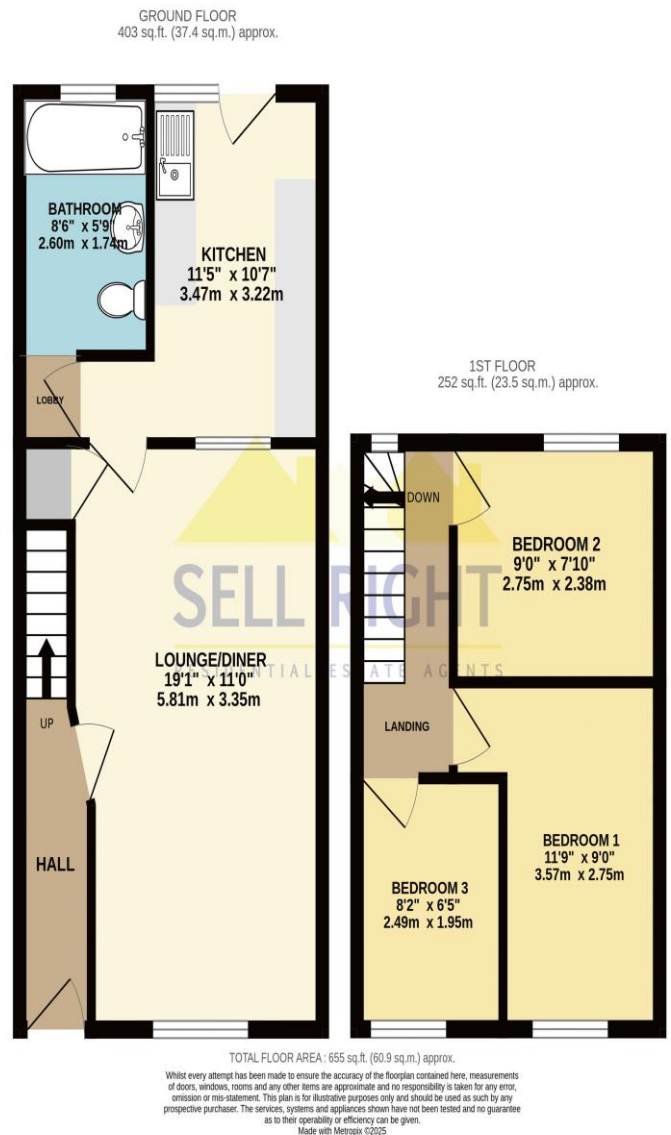 GROUND FLOOR
403 sq.ft. (37.4 sq.m.) approx.
BATHROOM
8'6" x 5'9"
2.60m x 1.74m
KITCHEN
11'5" x 10'7"
3.47m x 3.22m
LOBBY
1ST FLOOR
252 sq.ft. (23.5 sq.m.) approx.
DOWN
BEDROOM 2
9'0" x 7'10"
2.75m x 2.38m
SELL RIGHT
RESIDENTIAL ESTATE AGENTS
LOUNGE/DINER
19'1" x 11'0"
5.81m x 3.35m
UP
LANDING
HALL
BEDROOM 1
11'9" x 9'0"
3.57m x 2.75m
BEDROOM 3
8'2" x 6'5"
2.49m x 1.95m
TOTAL FLOOR AREA : 655 sq.ft. (60.9 sq.m.) approx.
Whilst every attempt has been made to ensure the accuracy of the floorplan contained here, measurements
of doors, windows, rooms and any other items are approximate and no responsibility is taken for any error,
omission or mis-statement. This plan is for illustrative purposes only and should be used as such by any
prospective purchaser. The services, systems and appliances shown have not been tested and no guarantee
as to their operability or efficiency can be given.
Made with Metropix ©2025